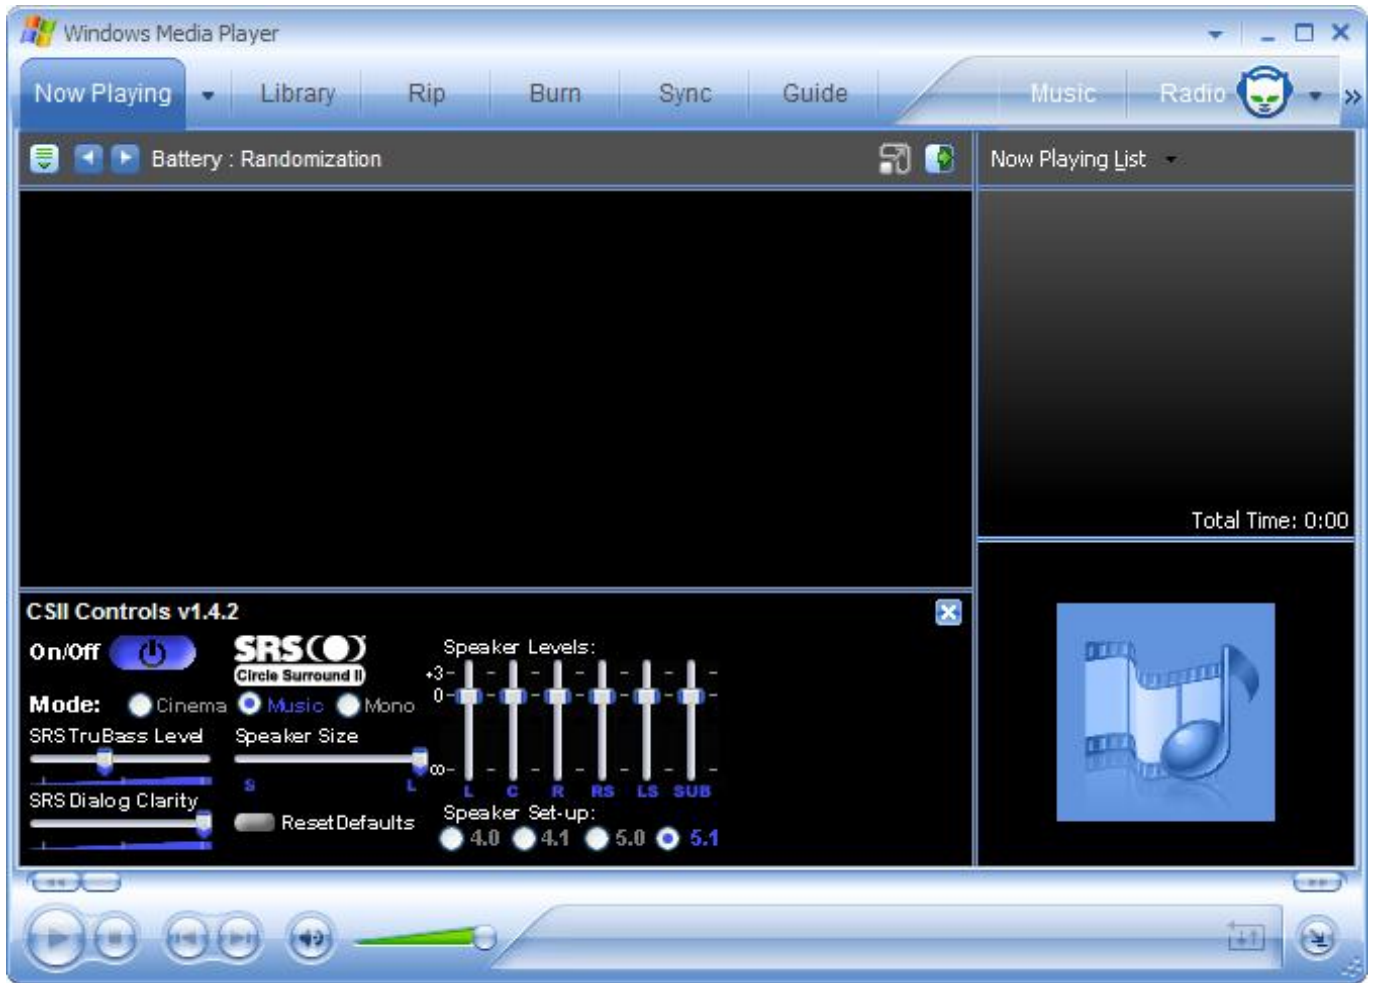 Windows Media Player
Now Playing Library Rip Burn Sync Guide Music Radio
Battery : Randomization
Now Playing List
Total Time: 0:00
CSII Controls v1.4.2
On/Off
SRS
Circle Surround II
Mode: Cinema Music Mono
SRS TruBass Level
Speaker Size
S L
SRS Dialog Clarity
Reset Defaults
Speaker Levels:
+3
0
∞
L C R RS LS SUB
Speaker Set-up:
4.0 4.1 5.0 5.1